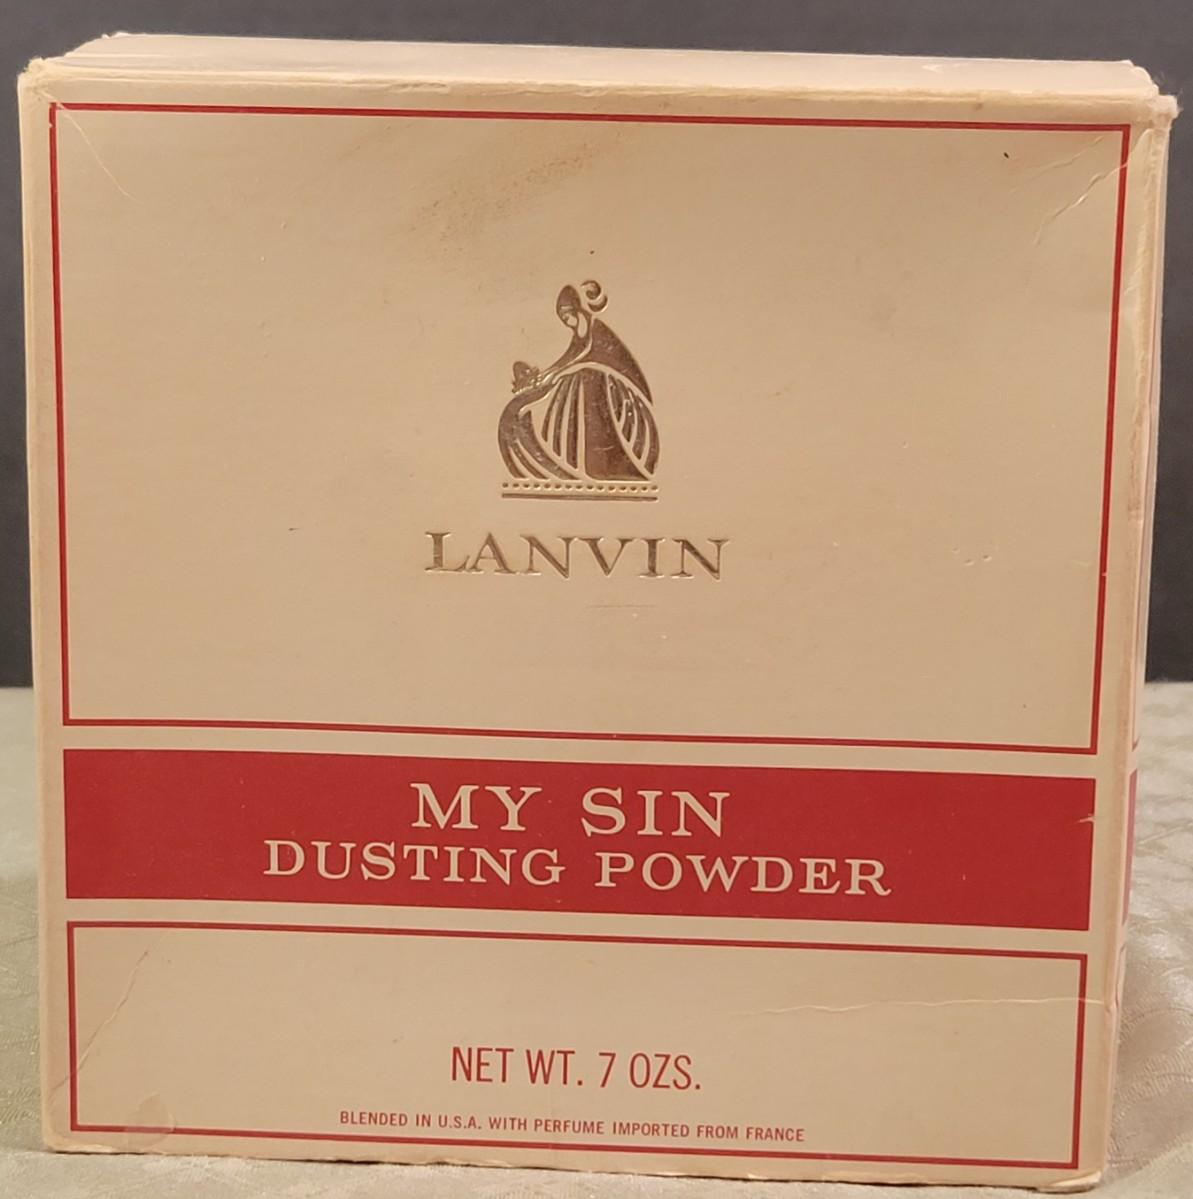 LANVIN
MY SIN
DUSTING POWDER
NET WT. 7 OZS.
BLENDED IN U.S.A. WITH PERFUME IMPORTED FROM FRANCE